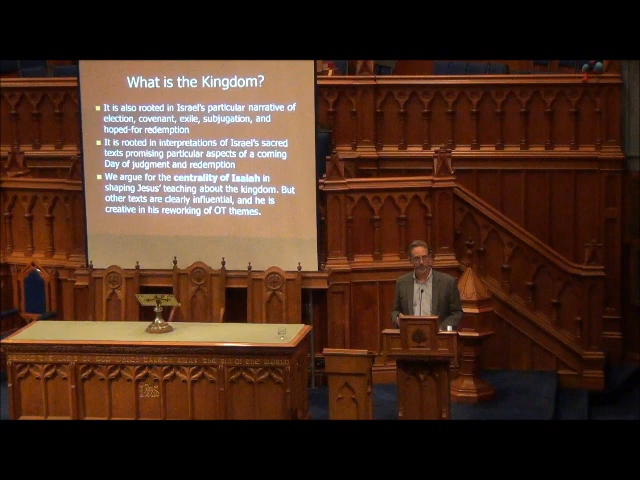 What is the Kingdom?
It is also rooted in Israel's particular narrative of
election, covenant, exile, subjugation, and
hoped-for redemption
It is rooted in interpretations of Israel's sacred
texts promising particular aspects of a coming
Day of judgment and redemption
We argue for the centrality of Isaiah in
shaping Jesus' teaching about the kingdom. But
other texts are clearly influential, and he is
creative in his reworking of OT themes.
IHS